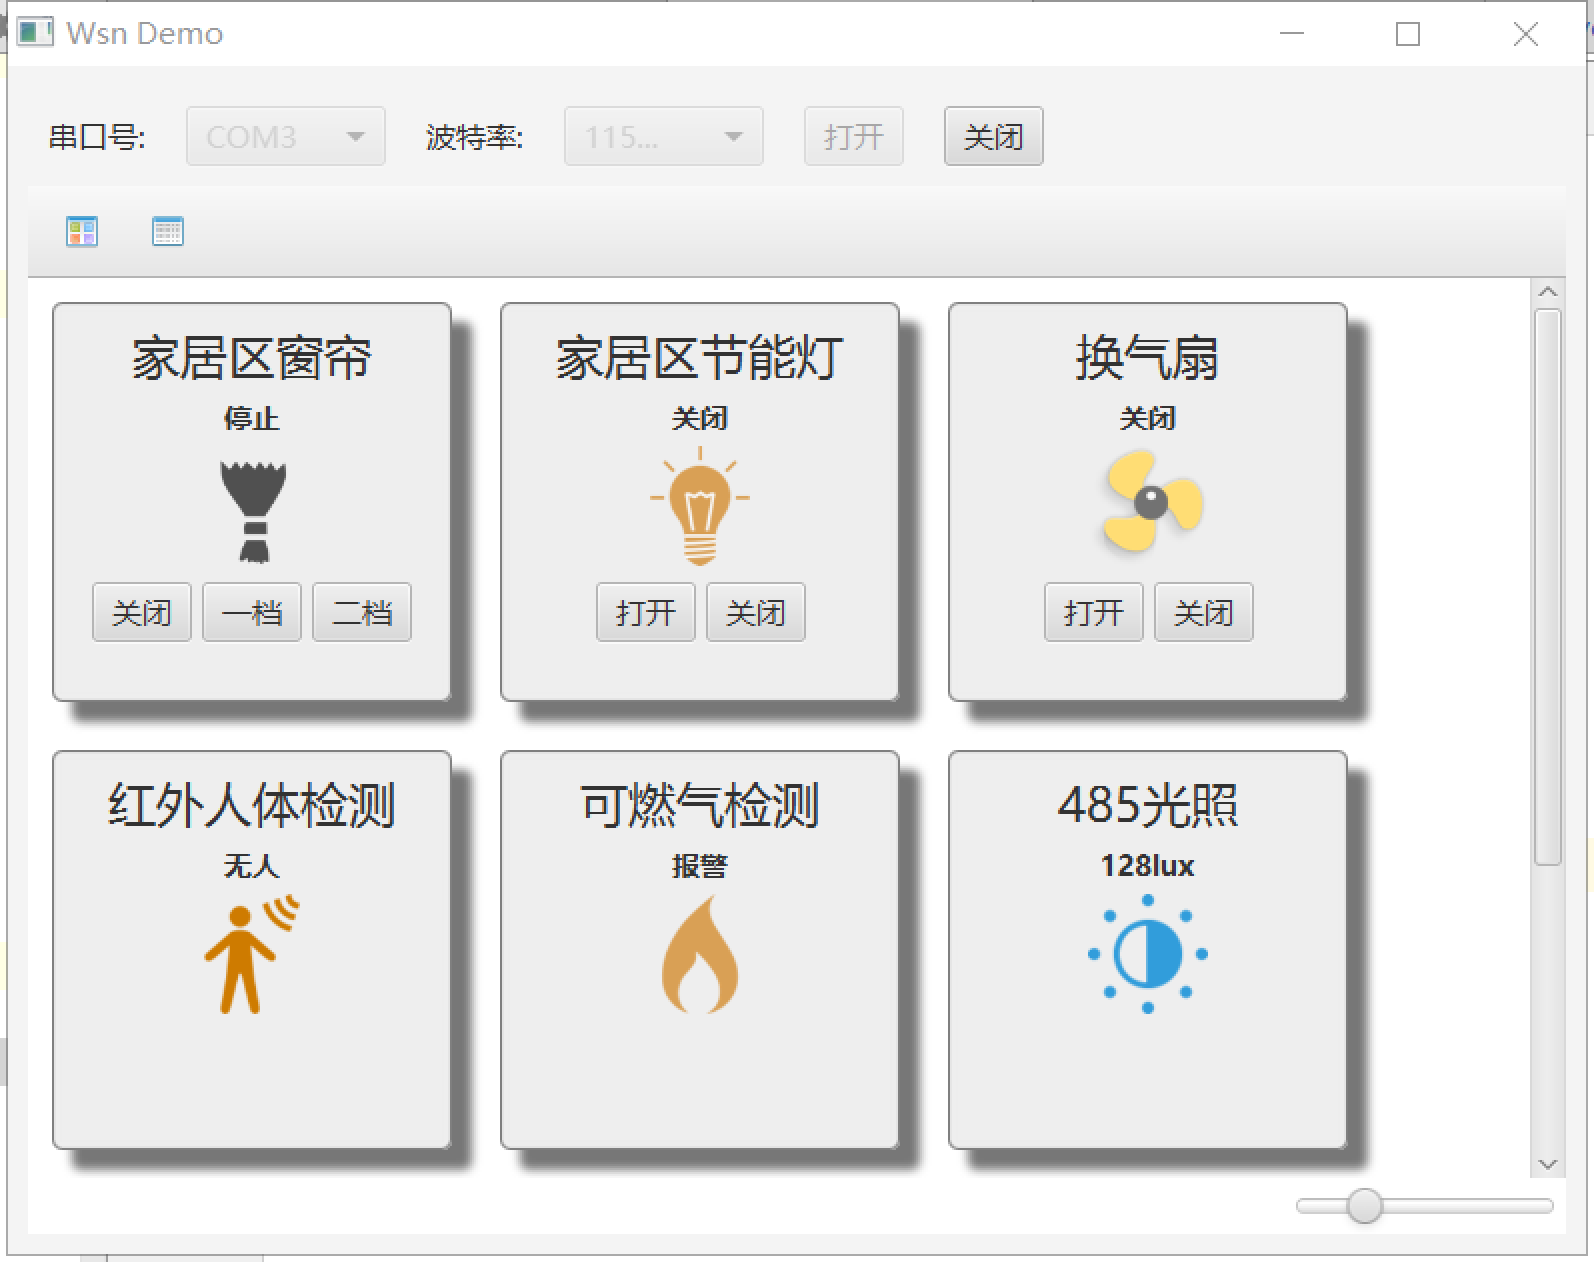 Wsn Demo
串口号: COM3 波特率: 115... 打开 关闭
家居区窗帘
停止
关闭 一档 二档
家居区节能灯
关闭
打开 关闭
换气扇
关闭
打开 关闭
红外人体检测
无人
可燃气检测
报警
485光照
128lux